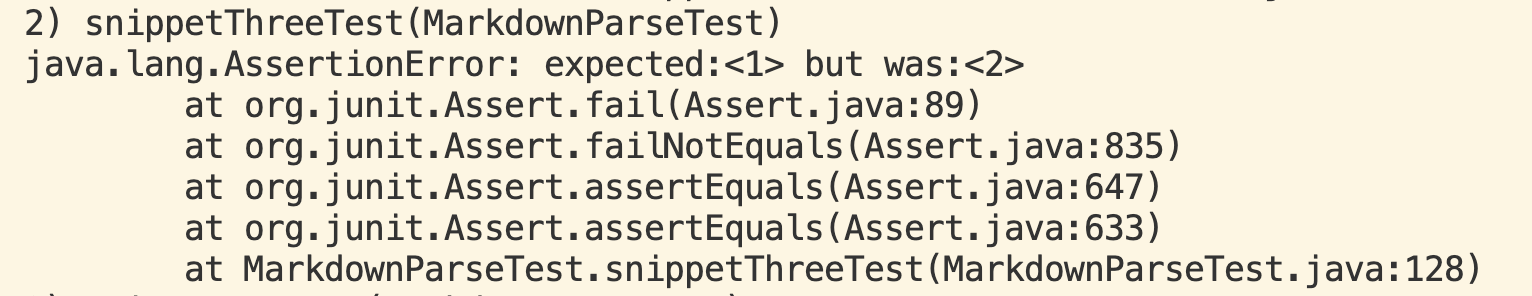 2) snippetThreeTest(MarkdownParseTest)
java.lang.AssertionError: expected:<1> but was:<2>
        at org.junit.Assert.fail(Assert.java:89)
        at org.junit.Assert.failNotEquals(Assert.java:835)
        at org.junit.Assert.assertEquals(Assert.java:647)
        at org.junit.Assert.assertEquals(Assert.java:633)
        at MarkdownParseTest.snippetThreeTest(MarkdownParseTest.java:128)